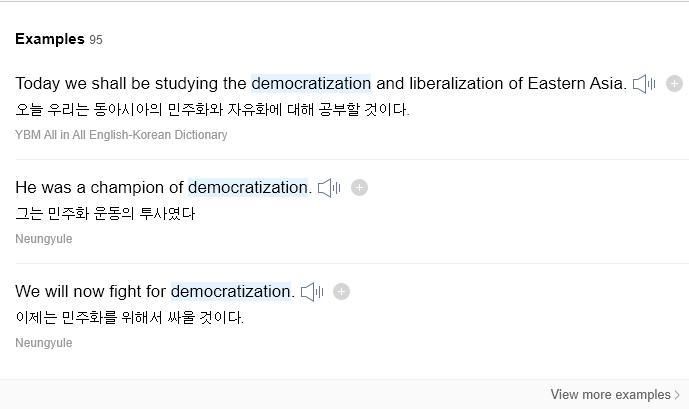 Examples 95
Today we shall be studying the democratization and liberalization of Eastern Asia.
오늘 우리는 동아시아의 민주화와 자유화에 대해 공부할 것이다.
YBM All in All English-Korean Dictionary
He was a champion of democratization.
그는 민주화 운동의 투사였다
Neungyule
We will now fight for democratization.
이제는 민주화를 위해서 싸울 것이다.
Neungyule
View more examples